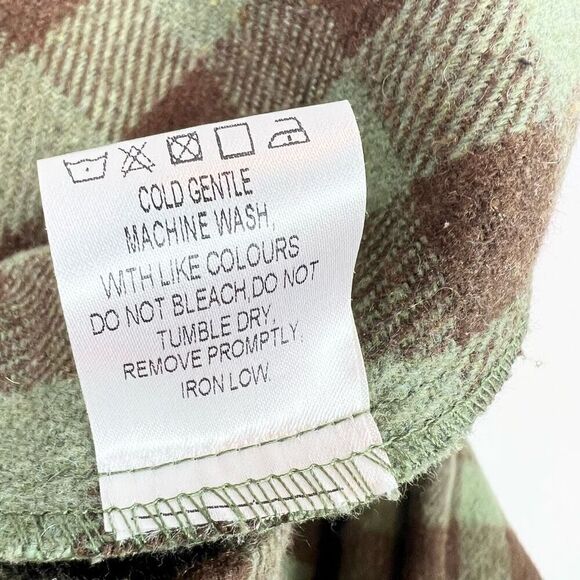 COLD GENTLE
MACHINE WASH,
WITH LIKE COLOURS
DO NOT BLEACH,DO NOT
TUMBLE DRY,
REMOVE PROMPTLY,
IRON LOW.